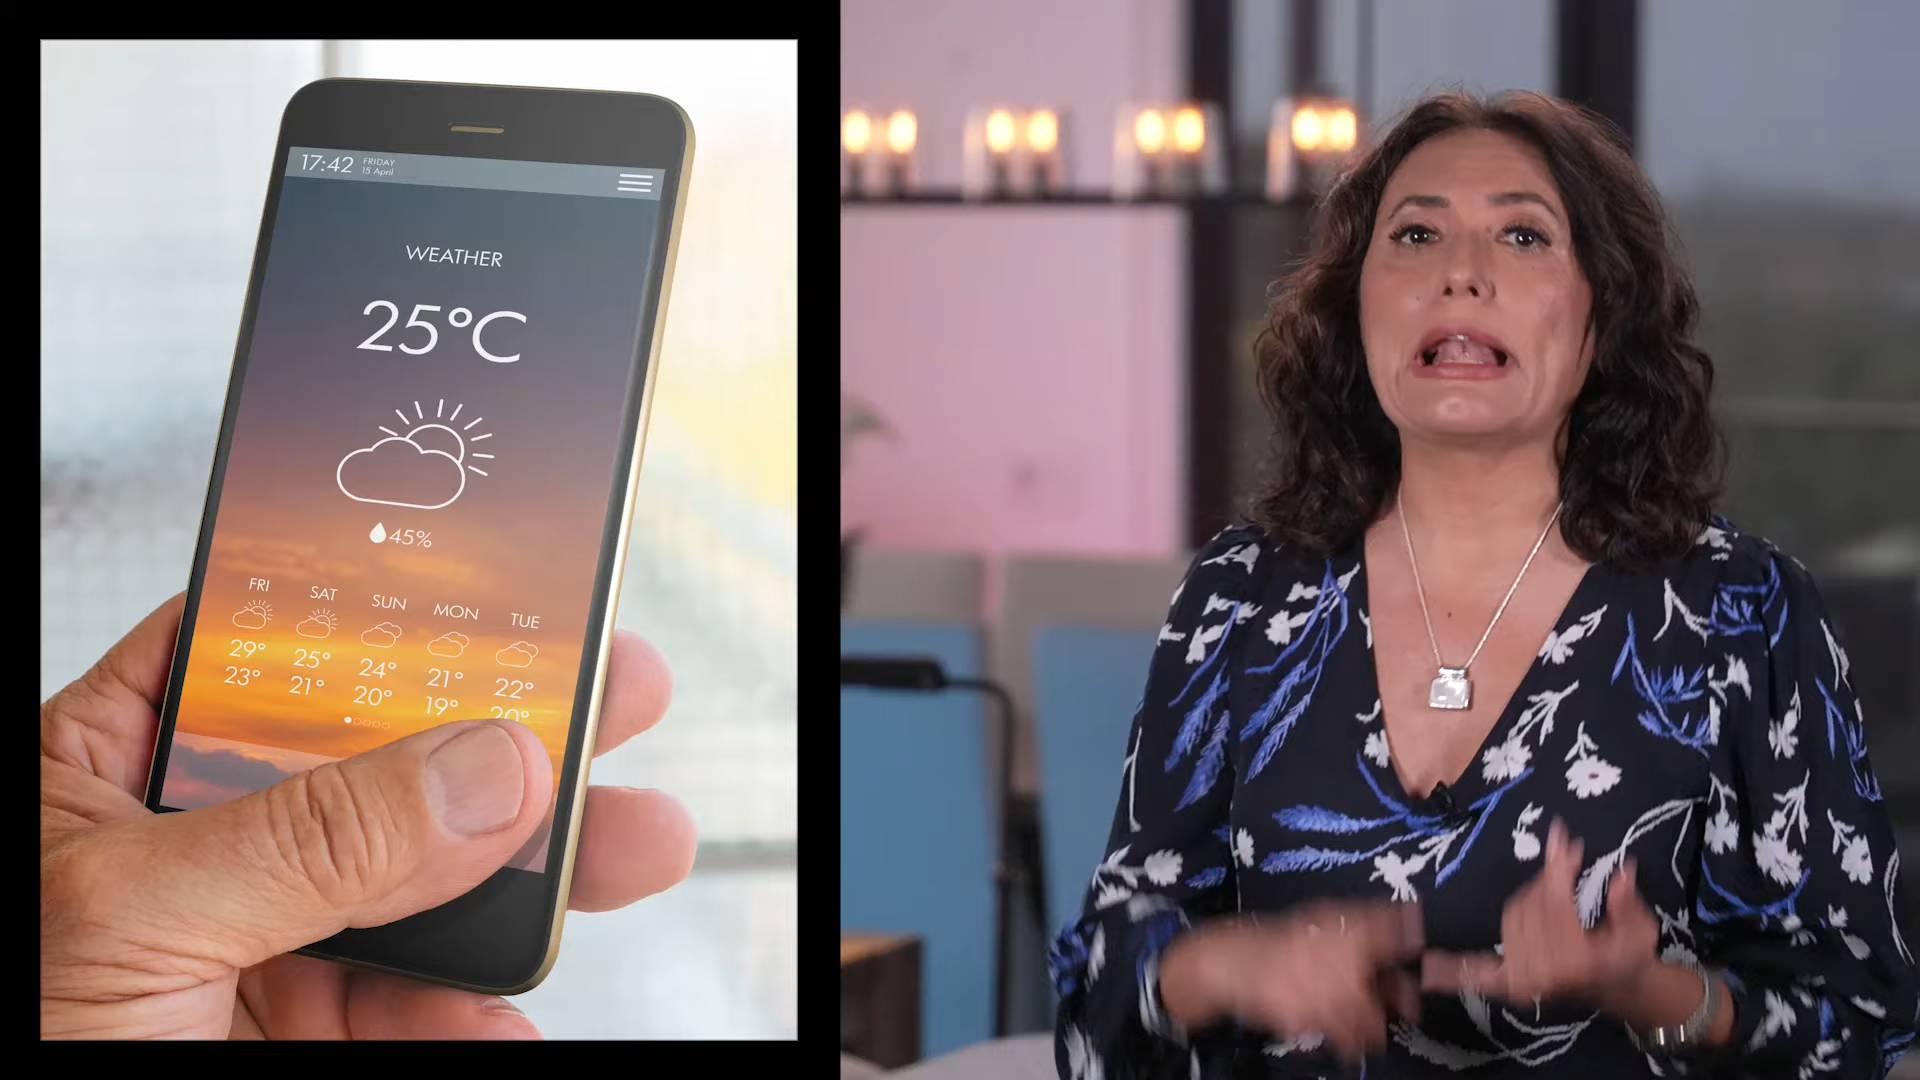 17:42 FRIDAY
15 April
WEATHER
25°C
45%
FRI SAT SUN MON TUE
29° 25° 24° 21° 22°
23° 21° 20° 19° 20°